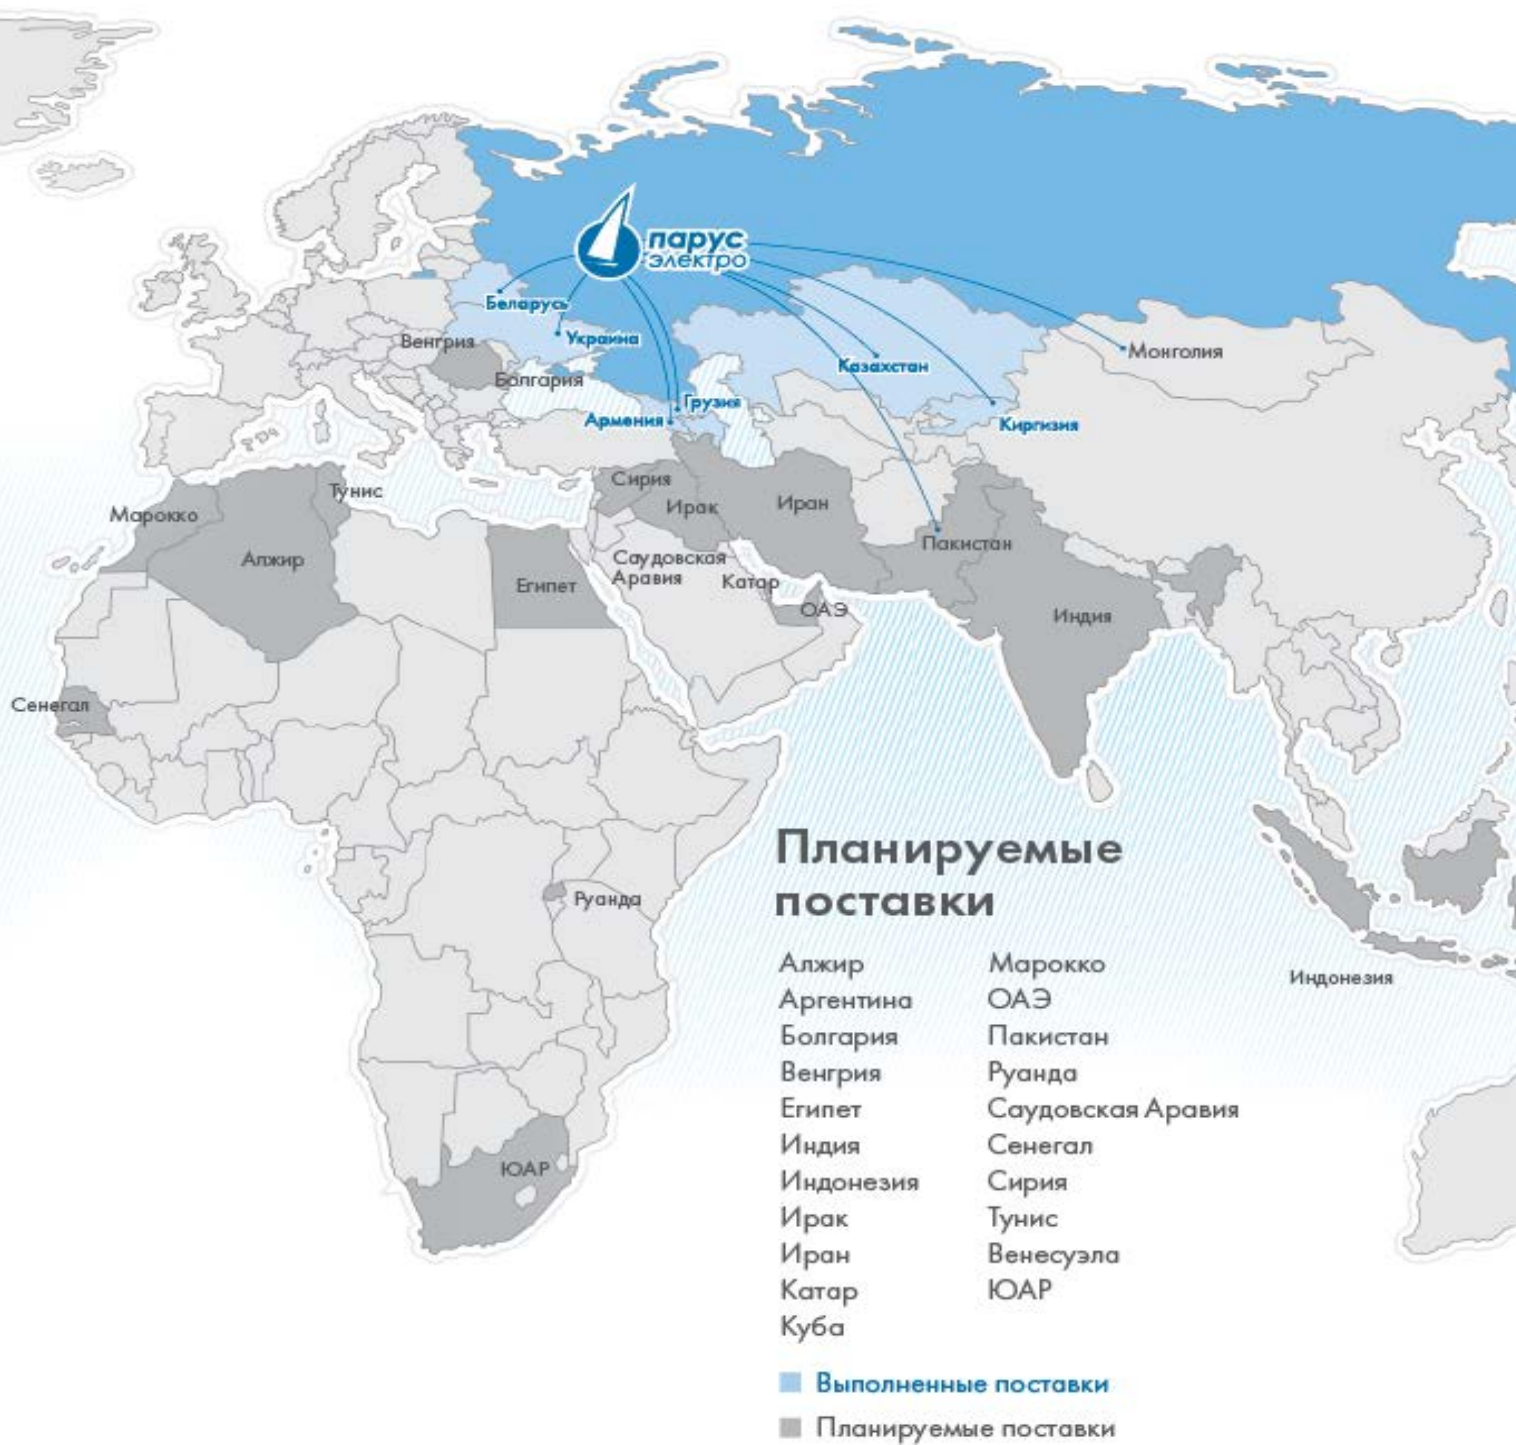 парус
электро
Беларусь
Украина
Венгрия
Болгария
Казахстан
Монголия
Грузия
Армения
Киргизия
Сирия
Тунис
Ирак
Иран
Марокко
Пакистан
Алжир
Саудовская
Аравия
Катар
Египет
ОАЭ
Индия
Сенегал
Руанда
Индонезия
ЮАР
Планируемые
поставки
Алжир
Аргентина
Болгария
Венгрия
Египет
Индия
Индонезия
Ирак
Иран
Катар
Куба
Марокко
ОАЭ
Пакистан
Руанда
Саудовская Аравия
Сенегал
Сирия
Тунис
Венесуэла
ЮАР
Выполненные поставки
Планируемые поставки